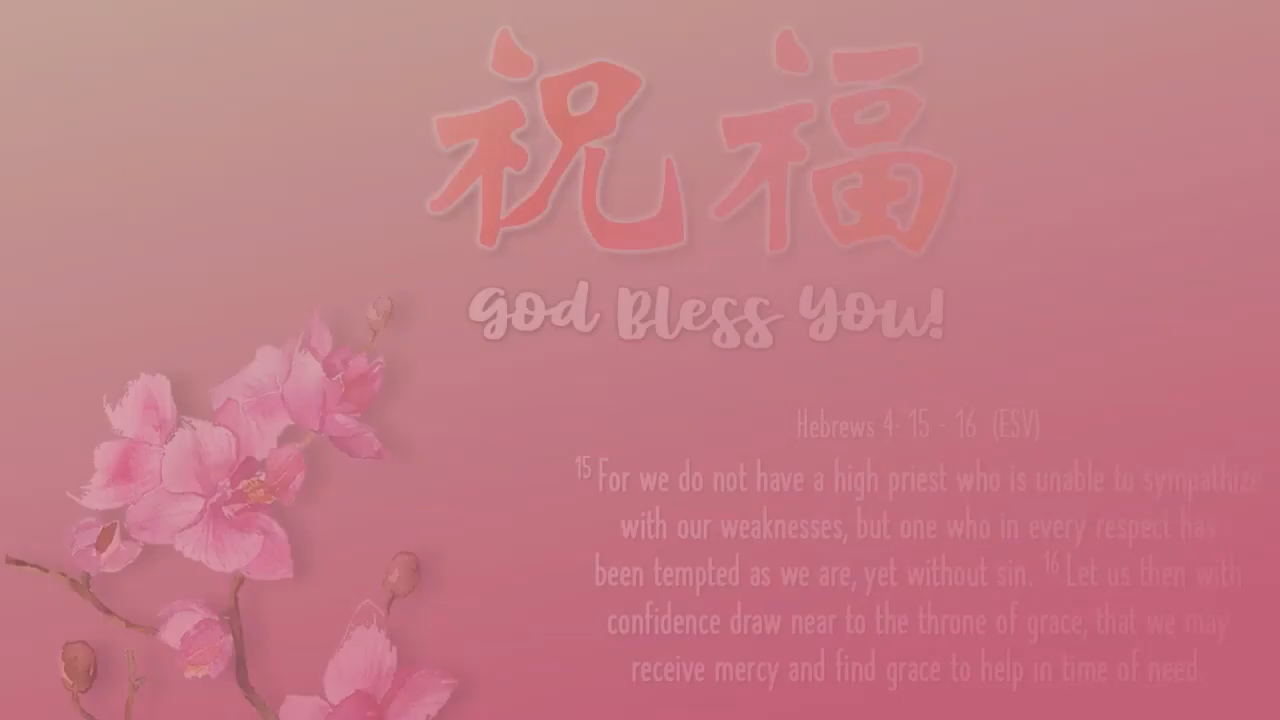 祝福
God Bless You!
Hebrews 4: 15 - 16 (ESV)
15 For we do not have a high priest who is unable to sympathize
with our weaknesses, but one who in every respect has
been tempted as we are, yet without sin. 16 Let us then with
confidence draw near to the throne of grace, that we may
receive mercy and find grace to help in time of need.